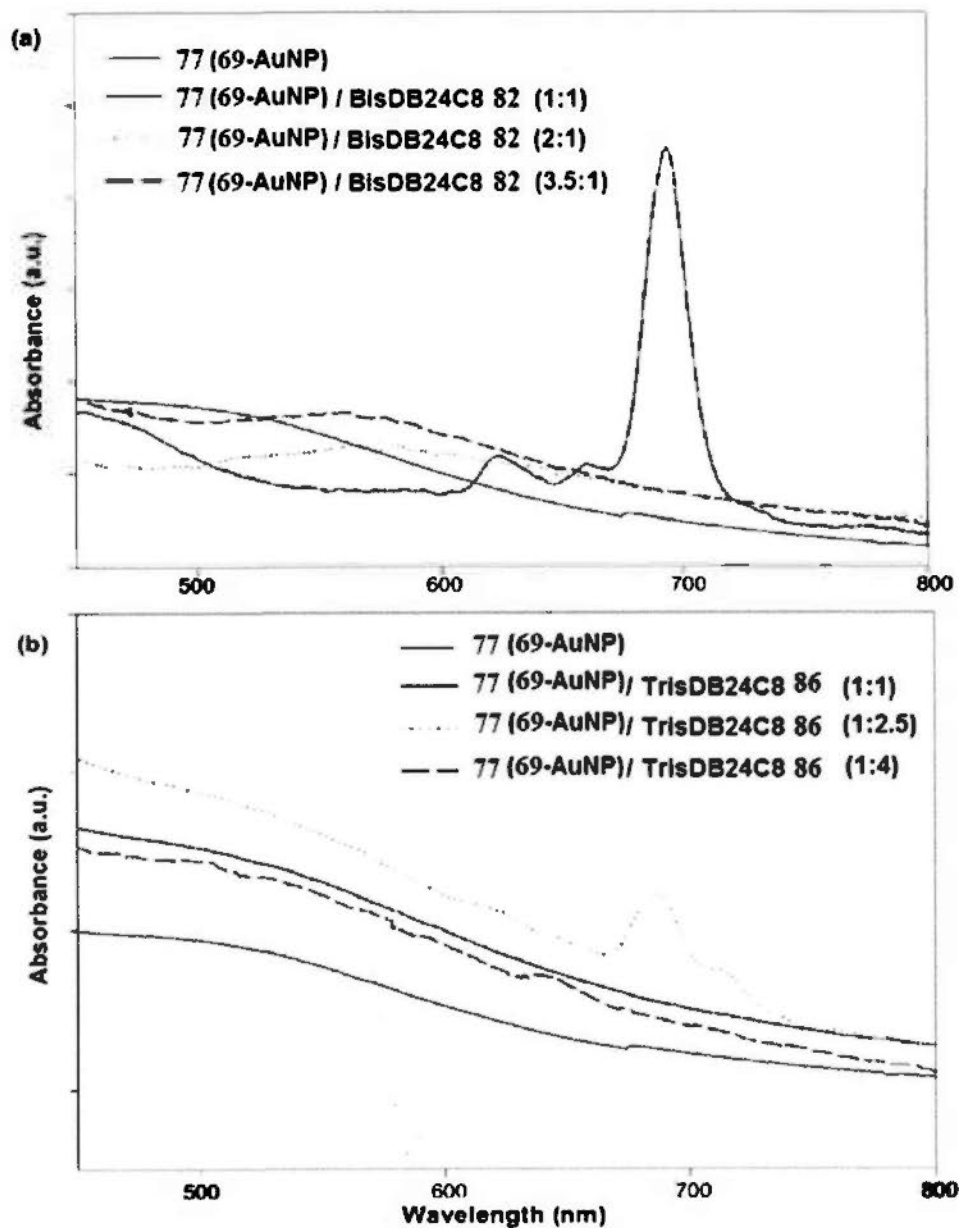 (a)
77 (69-AuNP)
77 (69-AuNP) / BisDB24C8 82 (1:1)
77 (69-AuNP) / BisDB24C8 82 (2:1)
77 (69-AuNP) / BisDB24C8 82 (3.5:1)
Absorbance (a.u.)
500 600 700 800
(b)
77 (69-AuNP)
77 (69-AuNP)/ TrisDB24C8 86 (1:1)
77 (69-AuNP)/ TrisDB24C8 86 (1:2.5)
77 (69-AuNP)/ TrisDB24C8 86 (1:4)
Absorbance (a.u.)
500 600 700 800
Wavelength (nm)